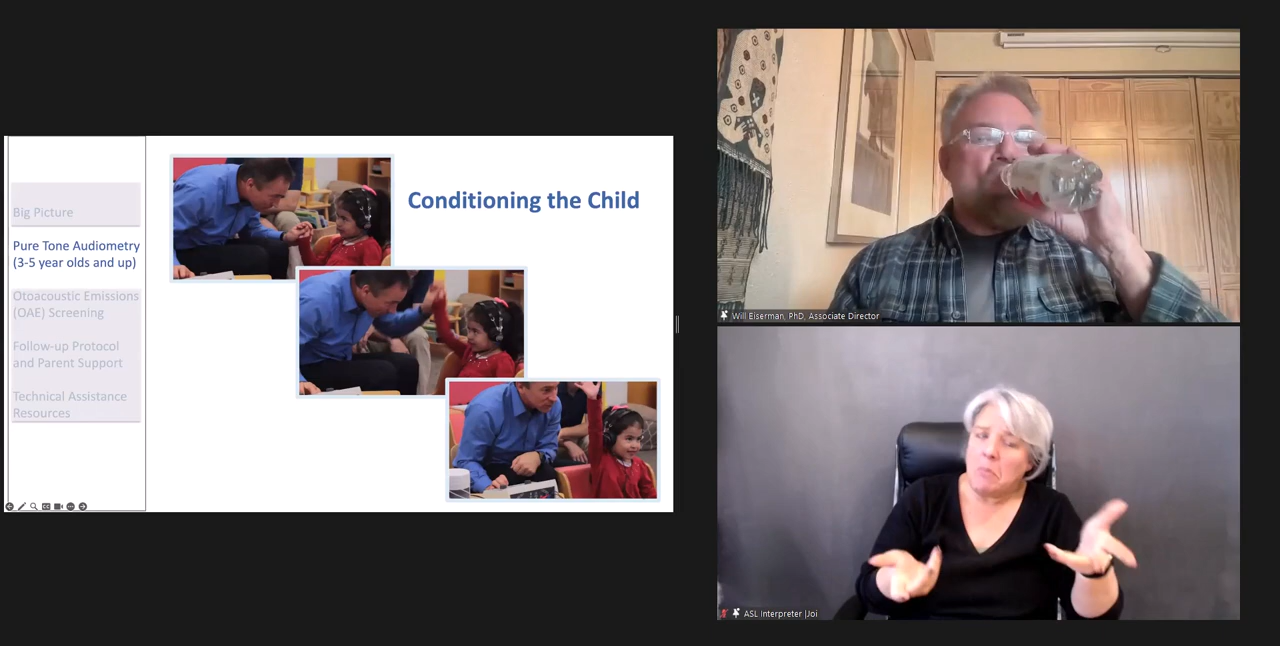 Big Picture
Pure Tone Audiometry
(3-5 year olds and up)
Otoacoustic Emissions
(OAE) Screening
Follow-up Protocol
and Parent Support
Technical Assistance
Resources
Conditioning the Child
Will Eiserman, PhD, Associate Director
ASL Interpreter |Joi